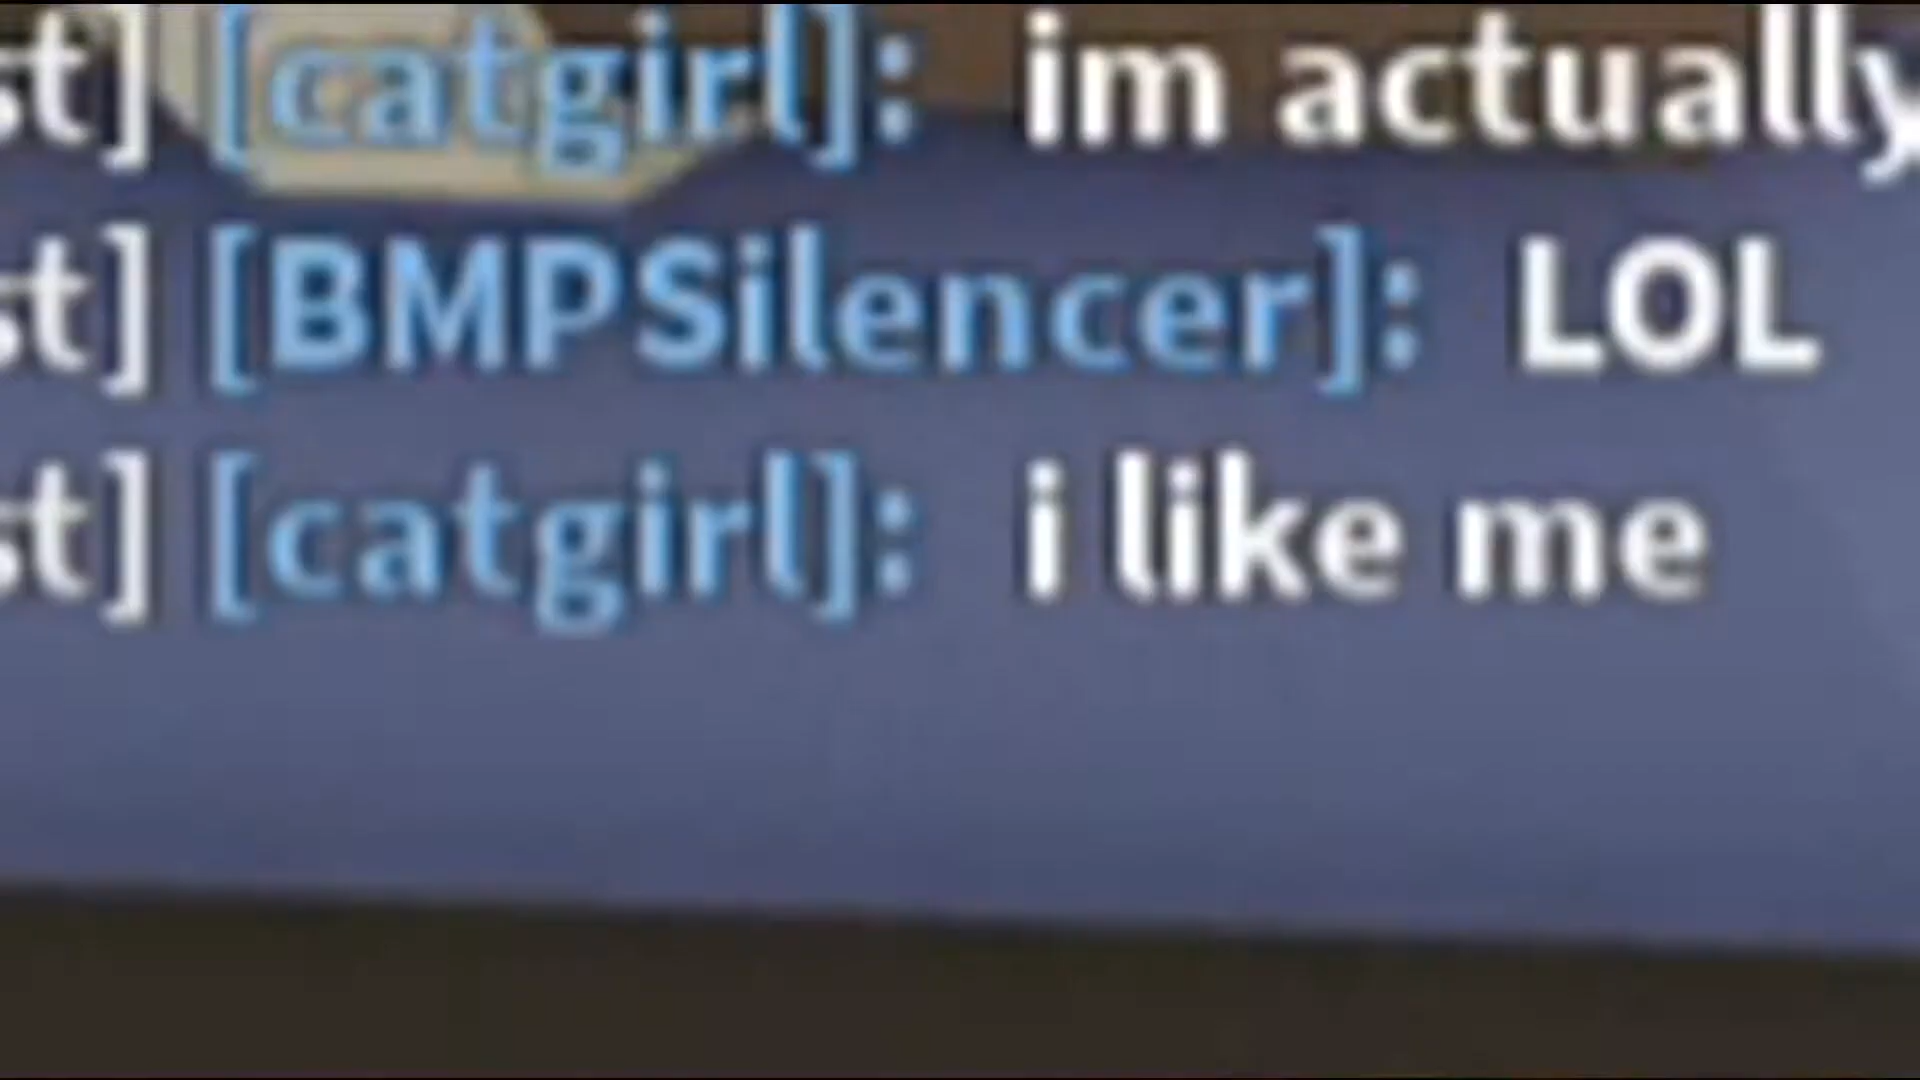 st] [catgirl]: im actually
st] [BMPSilencer]: LOL
st] [catgirl]: i like me